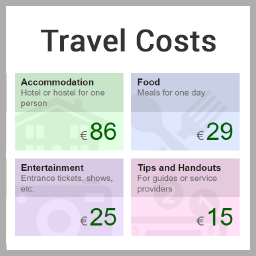 Travel Costs
Accommodation
Hotel or hostel for one
person
€86
Food
Meals for one day
€29
Entertainment
Entrance tickets, shows,
etc.
€25
Tips and Handouts
For guides or service
providers
€15